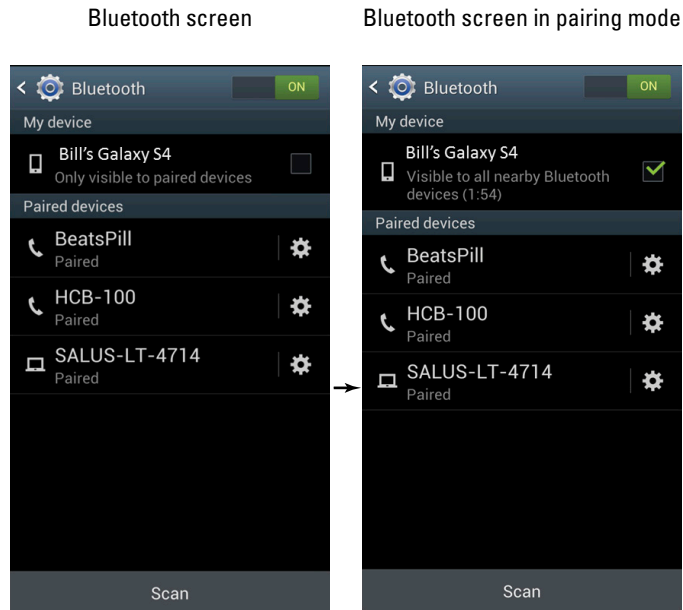 Bluetooth screen
Bluetooth
ON
My device
Bill's Galaxy S4
Only visible to paired devices
Paired devices
BeatsPill
Paired
HCB-100
Paired
SALUS-LT-4714
Paired
Scan
Bluetooth screen in pairing mode
Bluetooth
ON
My device
Bill's Galaxy S4
Visible to all nearby Bluetooth
devices (1:54)
Paired devices
BeatsPill
Paired
HCB-100
Paired
SALUS-LT-4714
Paired
Scan